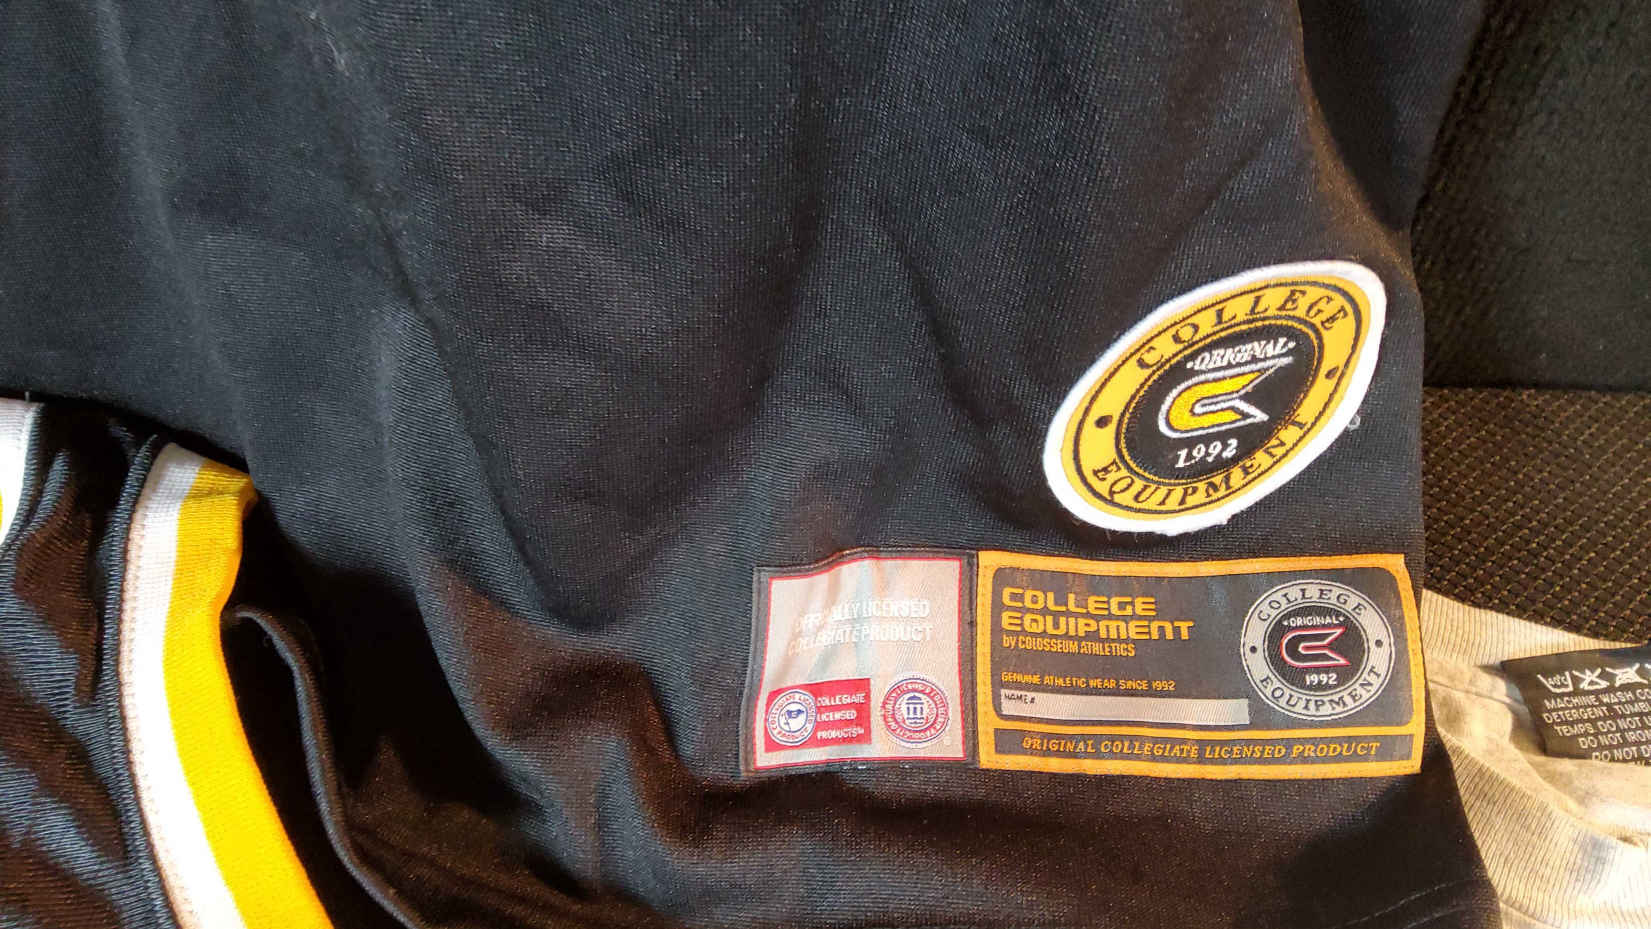 COLLEGE
•ORIGINAL•
1992
EQUIPMENT
OFFICIALLY LICENSED
COLLEGIATE PRODUCT
COLLEGIATE
LICENSED
PRODUCTS
COLLEGE
EQUIPMENT
by COLOSSEUM ATHLETICS
GENUINE ATHLETIC WEAR SINCE 1992
NAME #
COLLEGE
•ORIGINAL•
1992
EQUIPMENT
ORIGINAL COLLEGIATE LICENSED PRODUCT
MACHINE WASH
DETERGENT. TUMB
TEMPS. DO NOT
DO NOT IRON
DO NOT